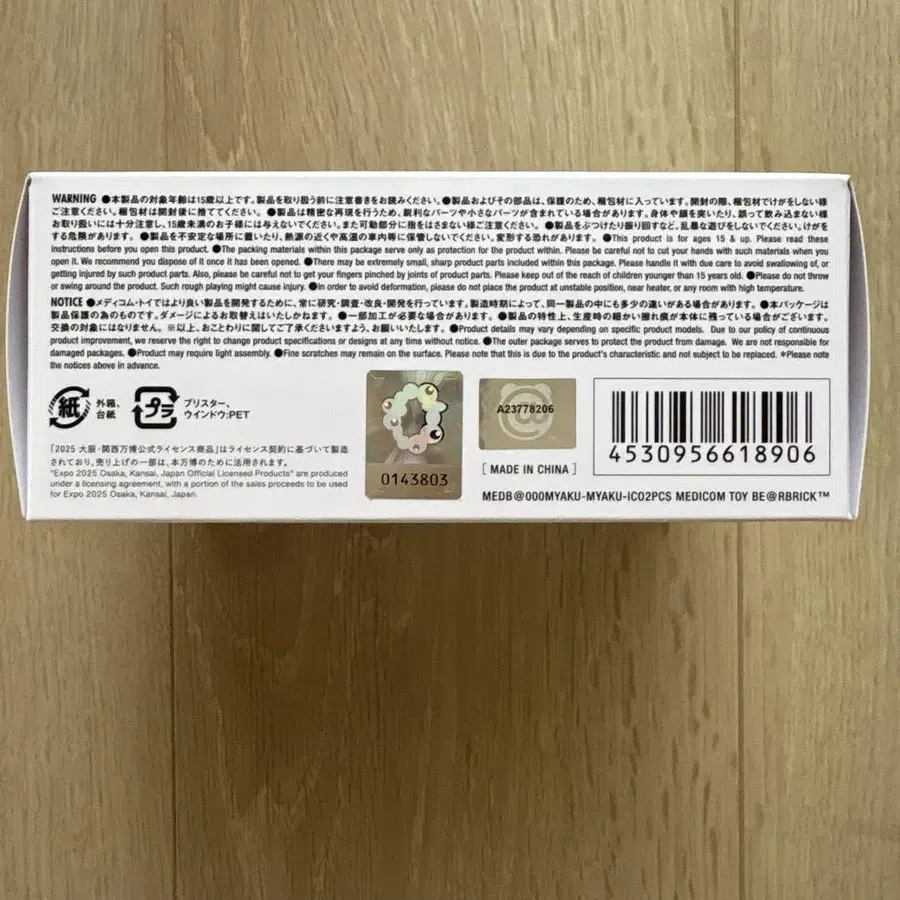 WARNING ●本製品の対象年齢は15歳以上です。製品を取り扱う前に注意書きをお読みください。●製品およびその部品は、保護のため、梱包材に入っています。開封の際、梱包材でけがをしない様
ご注意ください。梱包材は開封後に捨ててください。●製品は精密な再現を行うため、鋭利なパーツや小さなパーツが含まれている場合があります。身体や顔を突いたり、誤って飲み込まない様
お取り扱いには十分注意し、15歳未満のお子様には与えないでください。また可動部分に指をはさまない様ご注意ください。●製品をぶつけたり振り回すなど、乱暴な遊びをしないでください。けがを
する危険があります。●製品を不安定な場所に置いたり、熱源の近くや高温の車内等に保管しないでください。変形する恐れがあります。●This product is for ages 15 & up. Please read these
instructions before you open this product. ●The packing materials within this package serve only as protection for the product within. Please be careful not to cut your hands with such materials when you
open it. We recommend you dispose of it once it has been opened. ●There may be extremely small, sharp product parts included within this package. Please handle it with due care to avoid swallowing of, or
getting injured by such product parts. Also, please be careful not to get your fingers pinched by joints of product parts. Please keep out of the reach of children younger than 15 years old. ●Please do not throw
or swing around the product. Such rough playing might cause injury. ●In order to avoid deformation, please do not place the product at unstable position, near heater, or any room with high temperature.
NOTICE ●メディコム・トイではより良い製品を開発するために、常に研究・調査・改良・開発を行っています。製造時期によって、同一製品の中にも多少の違いがある場合があります。●本パッケージは
製品保護の為のものです。ダメージによるお取替えはいたしかねます。●一部加工が必要な場合があります。●製品の特性上、生産時の細かい擦れ痕が本体に残っている場合がございます。
交換の対象にはなりません。※以上、おことわりに関してご了承くださいますよう、お願いいたします。●Product details may vary depending on specific product models. Due to our policy of continuous
product improvement, we reserve the right to change product specifications or designs at any time without notice. ●The outer package serves to protect the product from damage. We are not responsible for
damaged packages. ●Product may require light assembly. ●Fine scratches may remain on the surface. Please note that this is due to the product's characteristic and not subject to be replaced. *Please note
the notices above in advance.
紙 外箱、
台紙
プラ ブリスター、
ウインドウ:PET
「2025 大阪・関西万博公式ライセンス商品」はライセンス契約に基づいて製造
されており、売り上げの一部は、本万博のために活用されます。
"Expo 2025 Osaka, Kansai, Japan Official Licensed Products" are produced
under a licensing agreement, with a portion of the sales proceeds to be used
for Expo 2025 Osaka, Kansai, Japan.
0143803
A23778206
[ MADE IN CHINA ]
4530956618906
MEDB@000MYAKU-MYAKU-IC02PCS MEDICOM TOY BE@RBRICK™